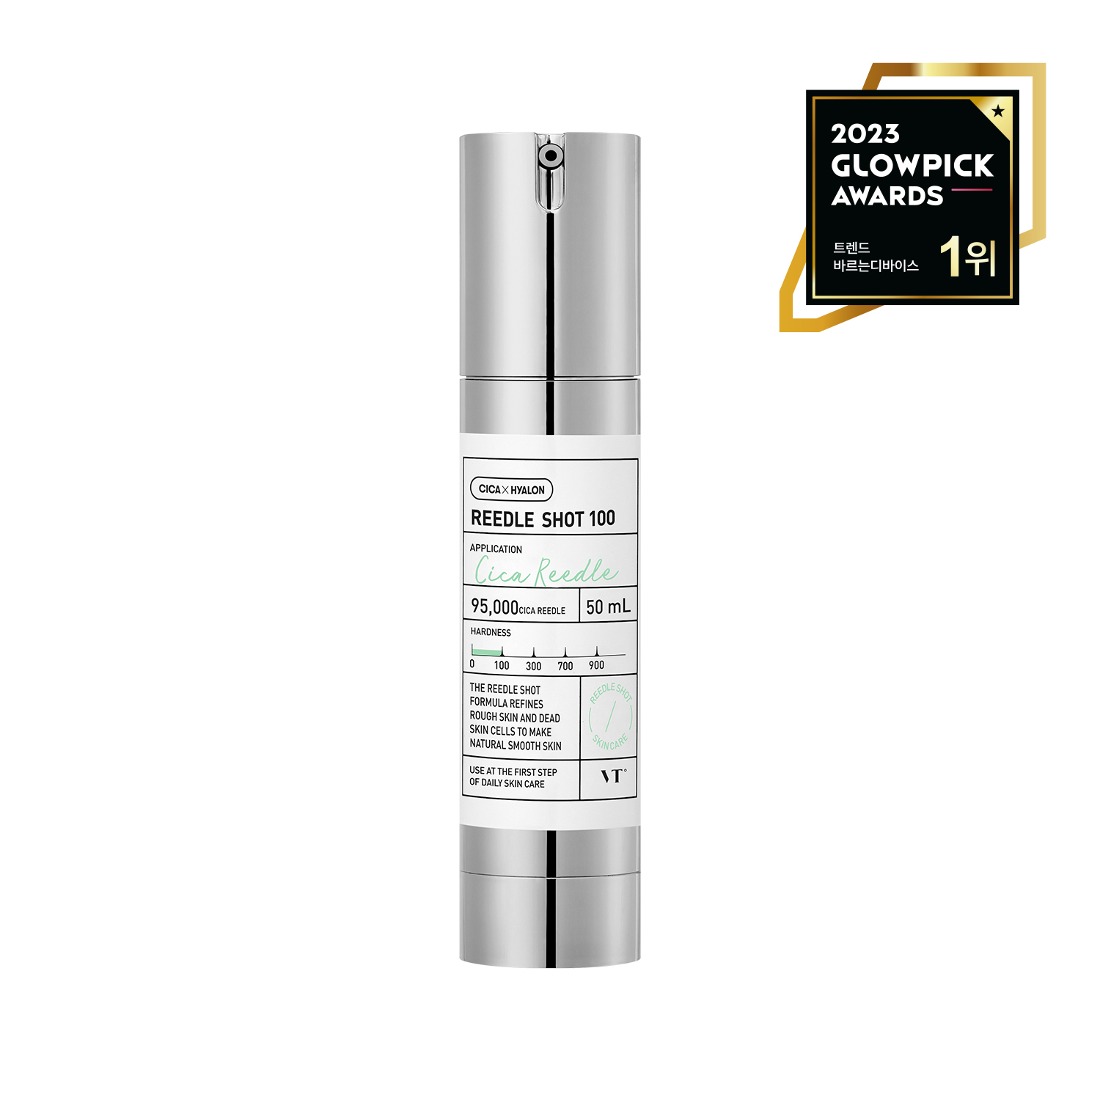 2023
GLOWPICK
AWARDS
트렌드
바르는디바이스
1위
CICA×HYALON
REEDLE SHOT 100
APPLICATION
Cica Reedle
95,000 CICA REEDLE
50 mL
HARDNESS
0 100 300 700 900
THE REEDLE SHOT
FORMULA REFINES
ROUGH SKIN AND DEAD
SKIN CELLS TO MAKE
NATURAL SMOOTH SKIN
REEDLE SHOT
SKINCARE
USE AT THE FIRST STEP
OF DAILY SKIN CARE
VT